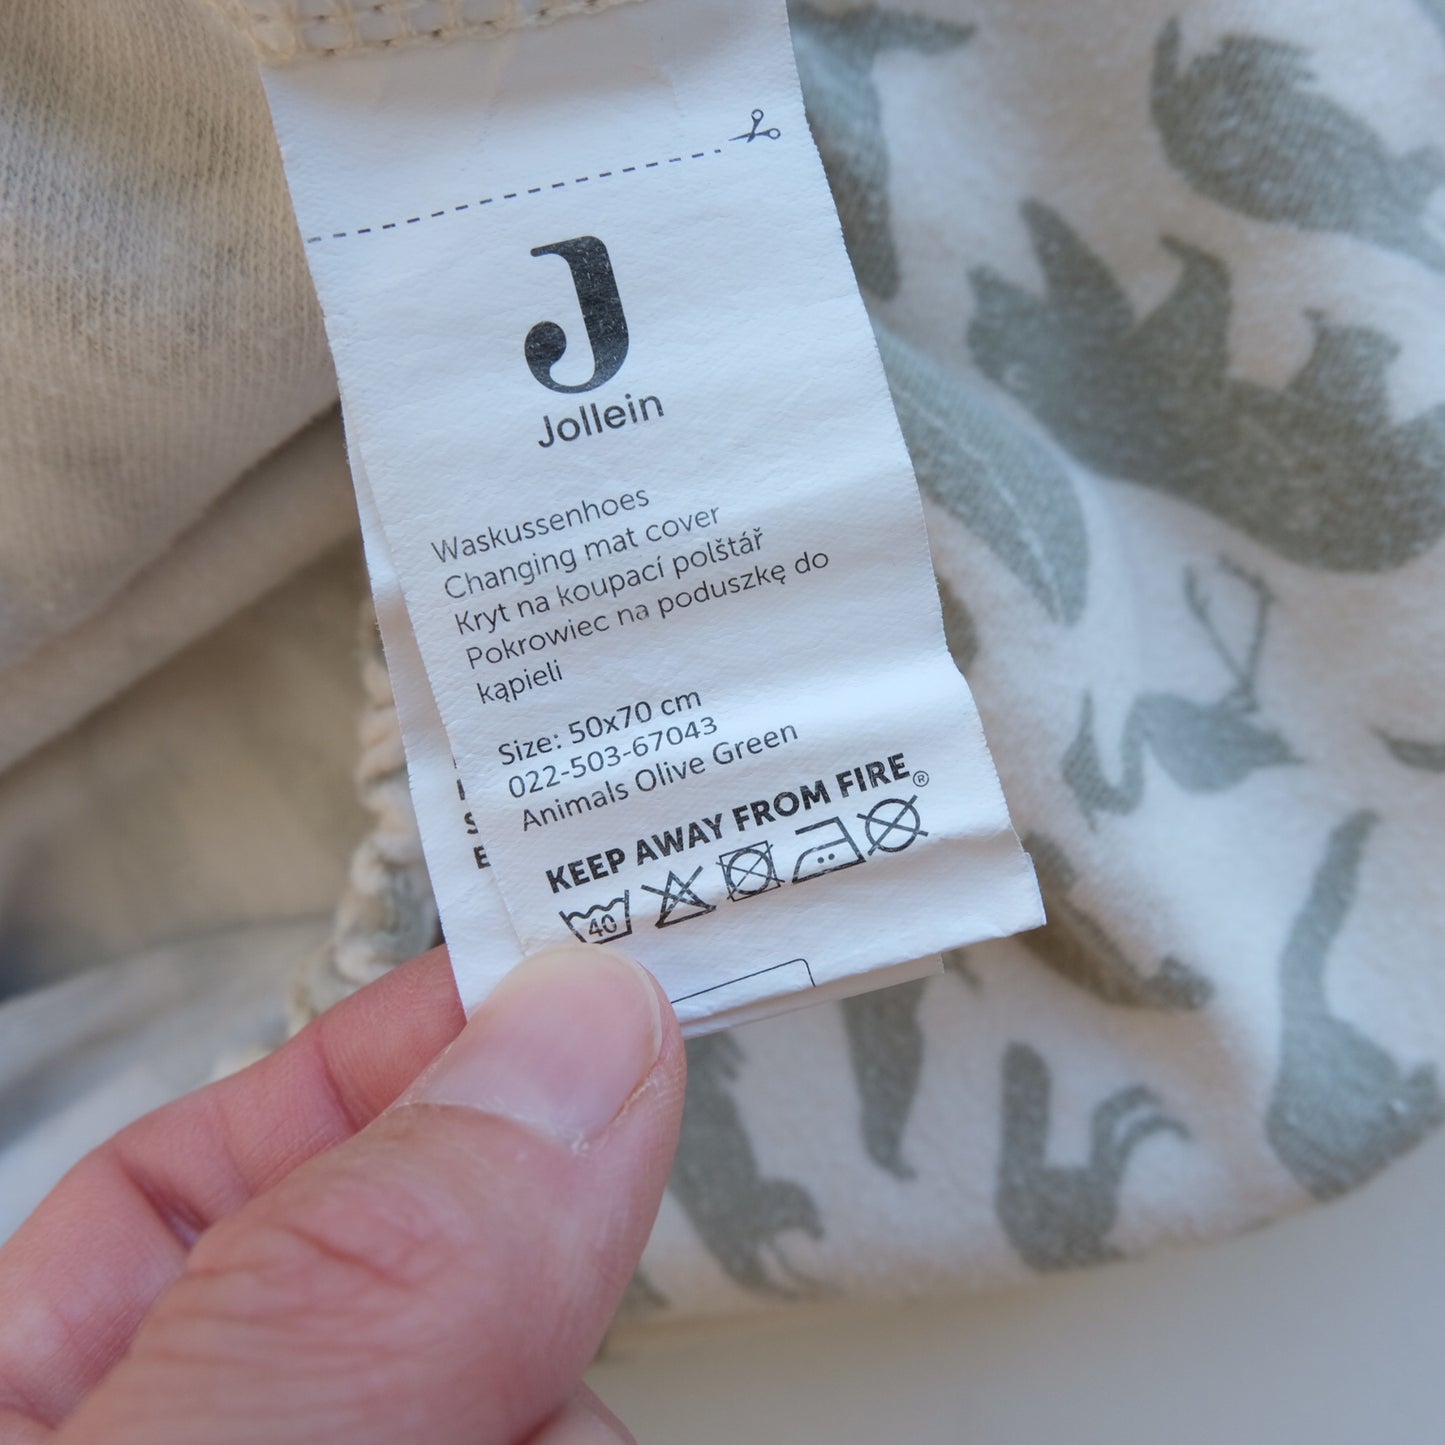 J
Jollein
Waskussenhoes
Changing mat cover
Kryt na koupací polštář
Pokrowiec na poduszkę do
kąpieli
Size: 50x70 cm
022-503-67043
Animals Olive Green
KEEP AWAY FROM FIRE®
40